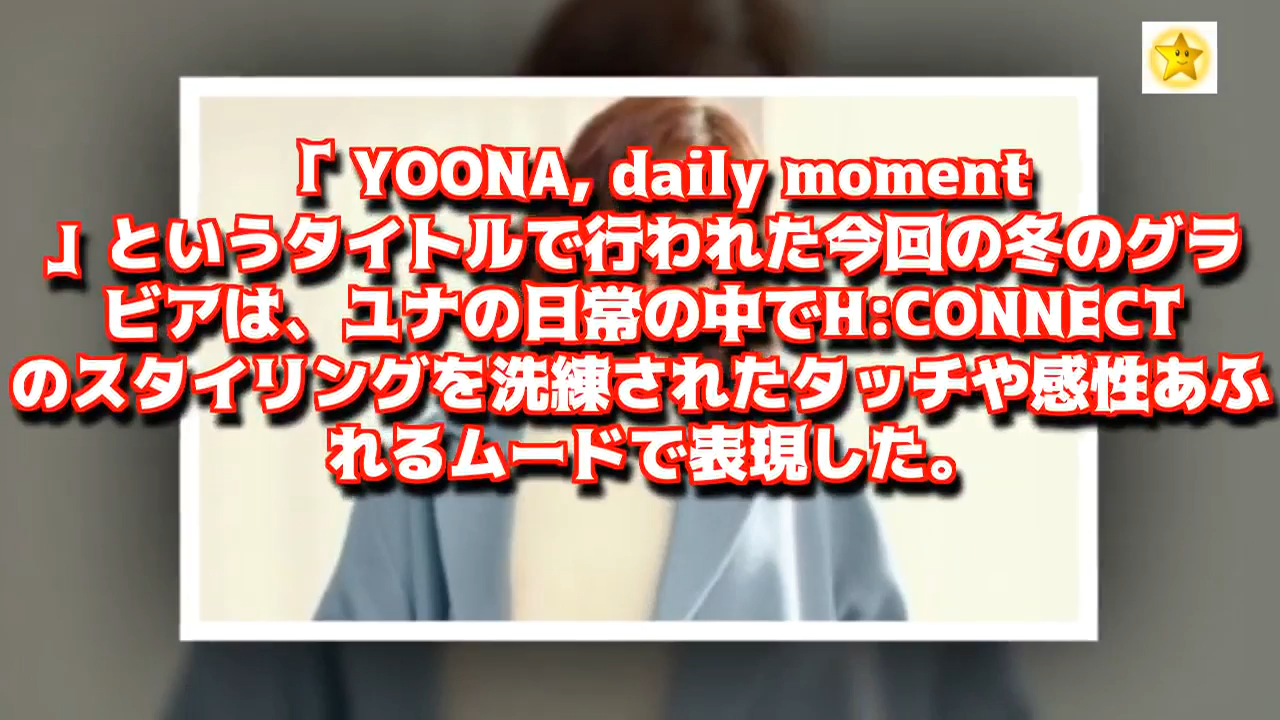 「 YOONA, daily moment
」というタイトルで行われた今回の冬のグラ
ビアは、ユナの日常の中でH:CONNECT
のスタイリングを洗練されたタッチや感性あふ
れるムードで表現した。